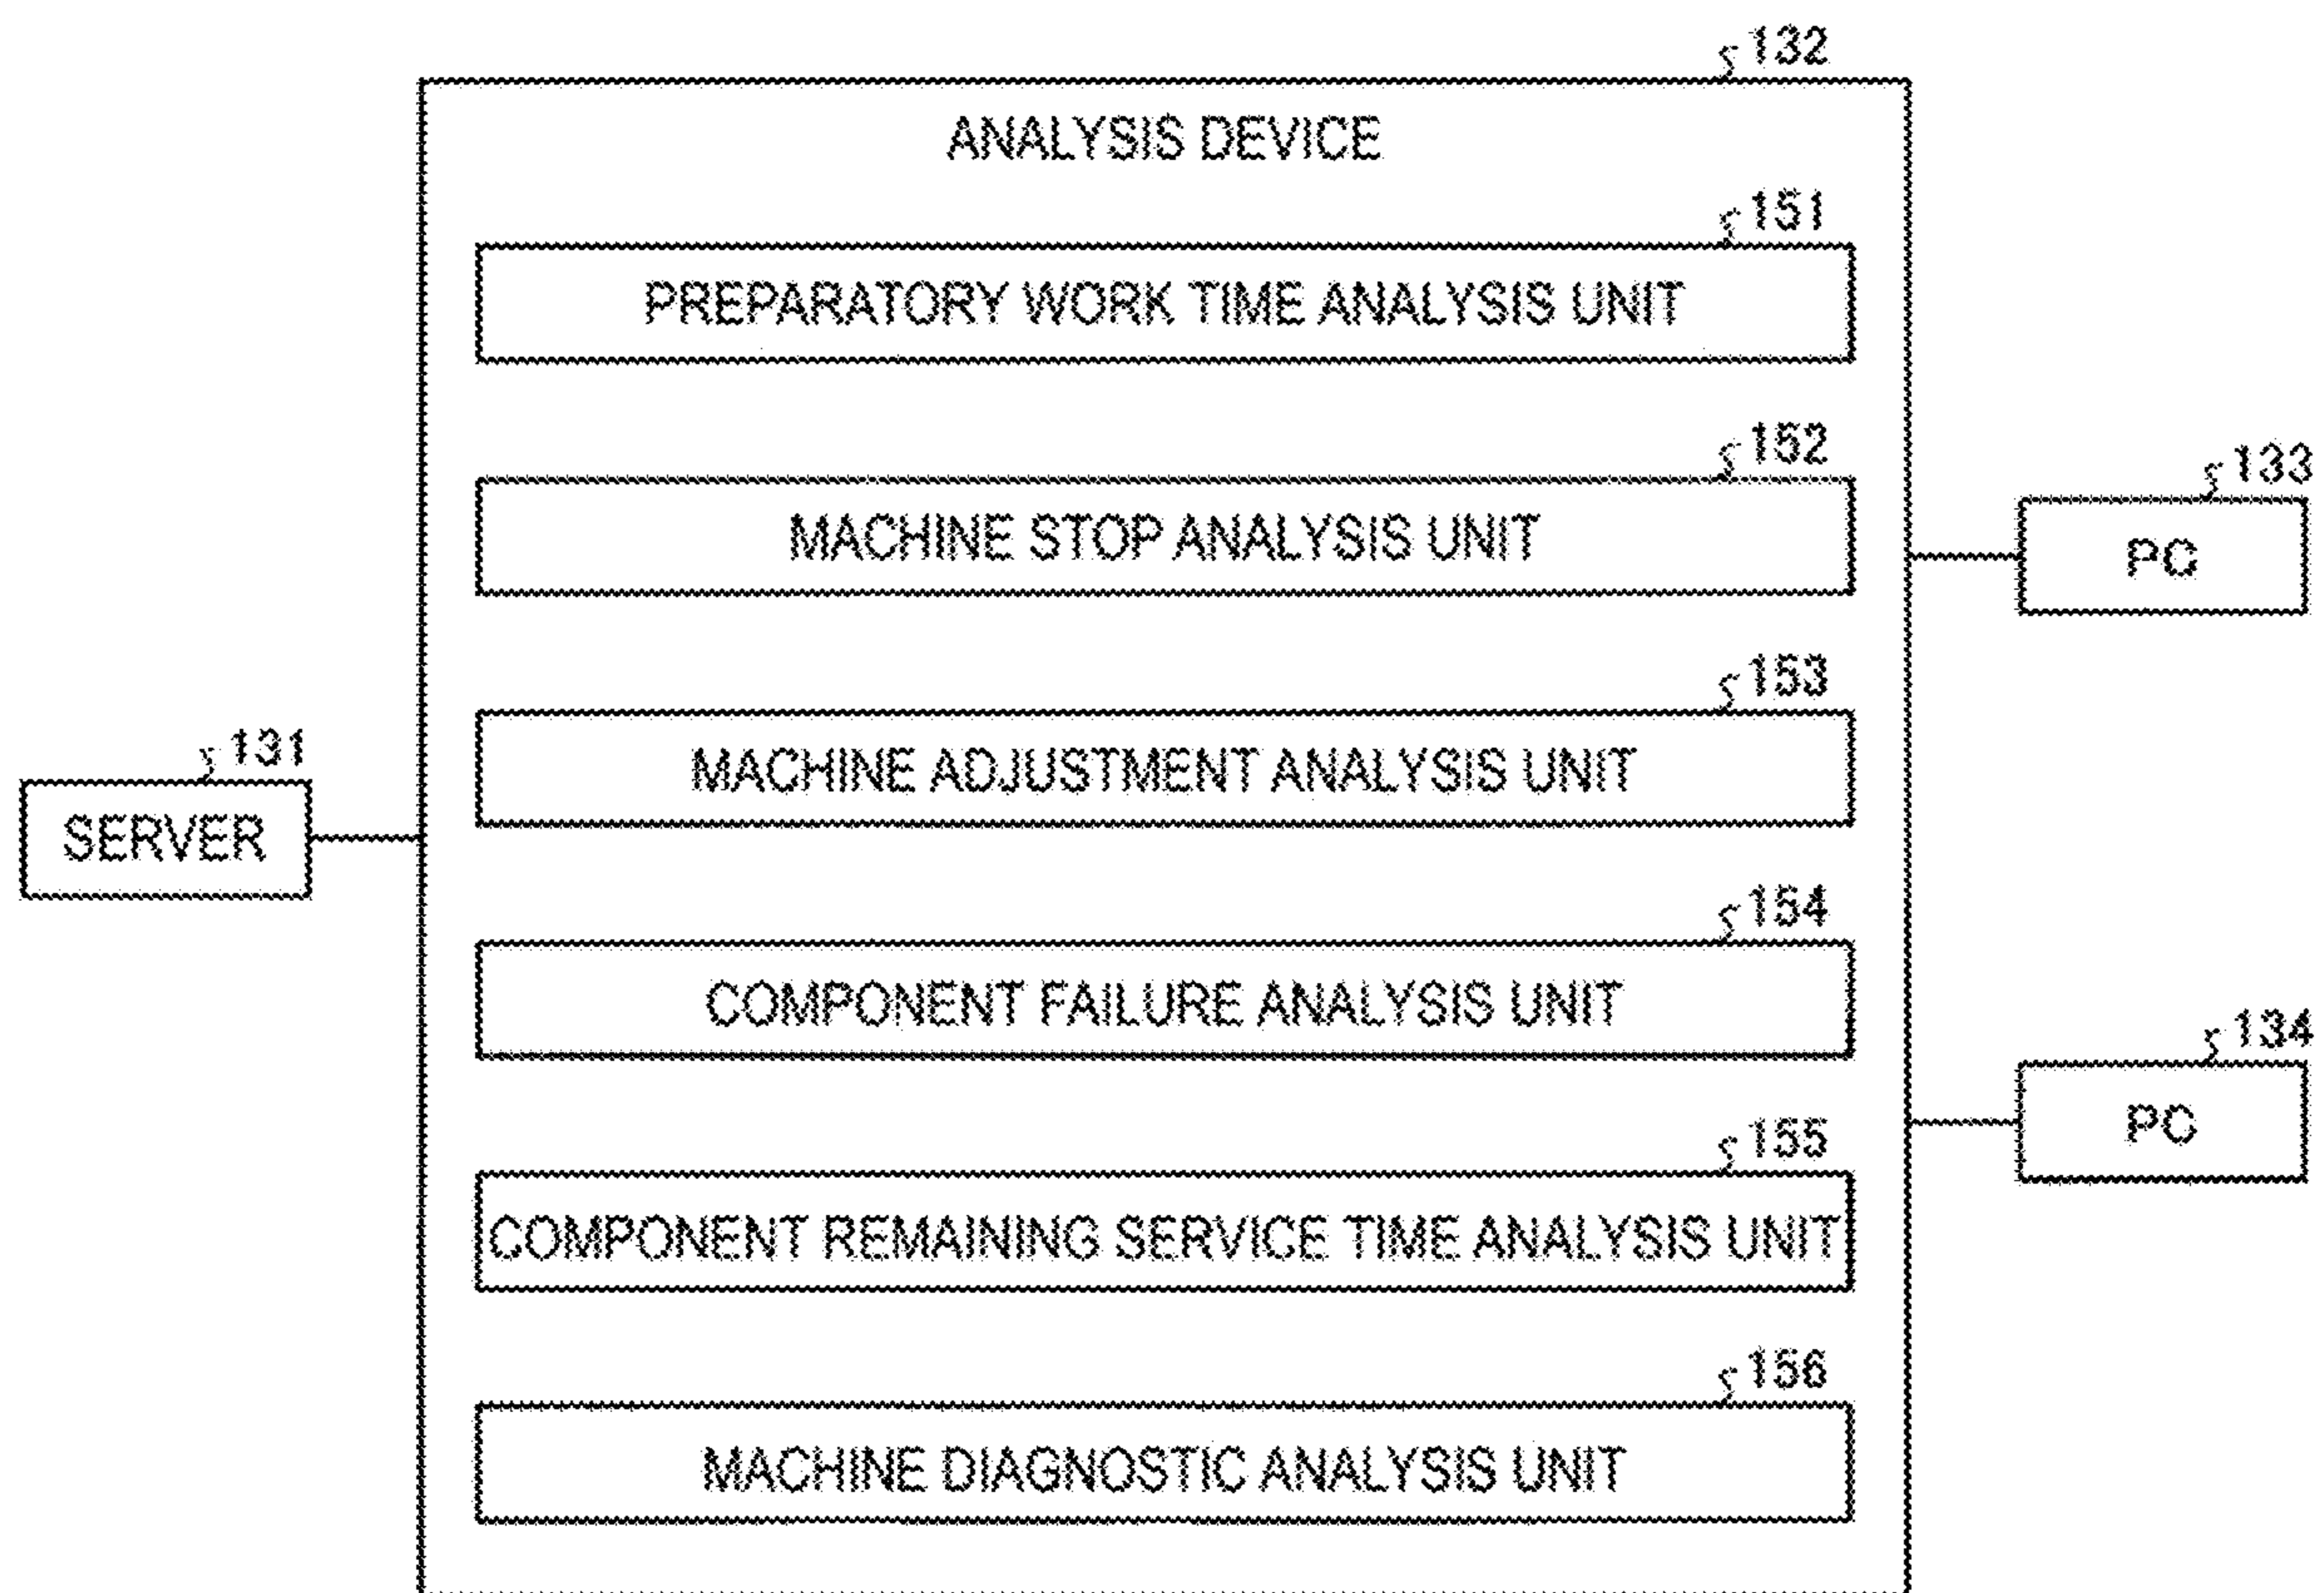 132
ANALYSIS DEVICE
151
PREPARATORY WORK TIME ANALYSIS UNIT
152
MACHINE STOP ANALYSIS UNIT
133
PC
153
MACHINE ADJUSTMENT ANALYSIS UNIT
131
SERVER
154
COMPONENT FAILURE ANALYSIS UNIT
134
PC
155
COMPONENT REMAINING SERVICE TIME ANALYSIS UNIT
156
MACHINE DIAGNOSTIC ANALYSIS UNIT